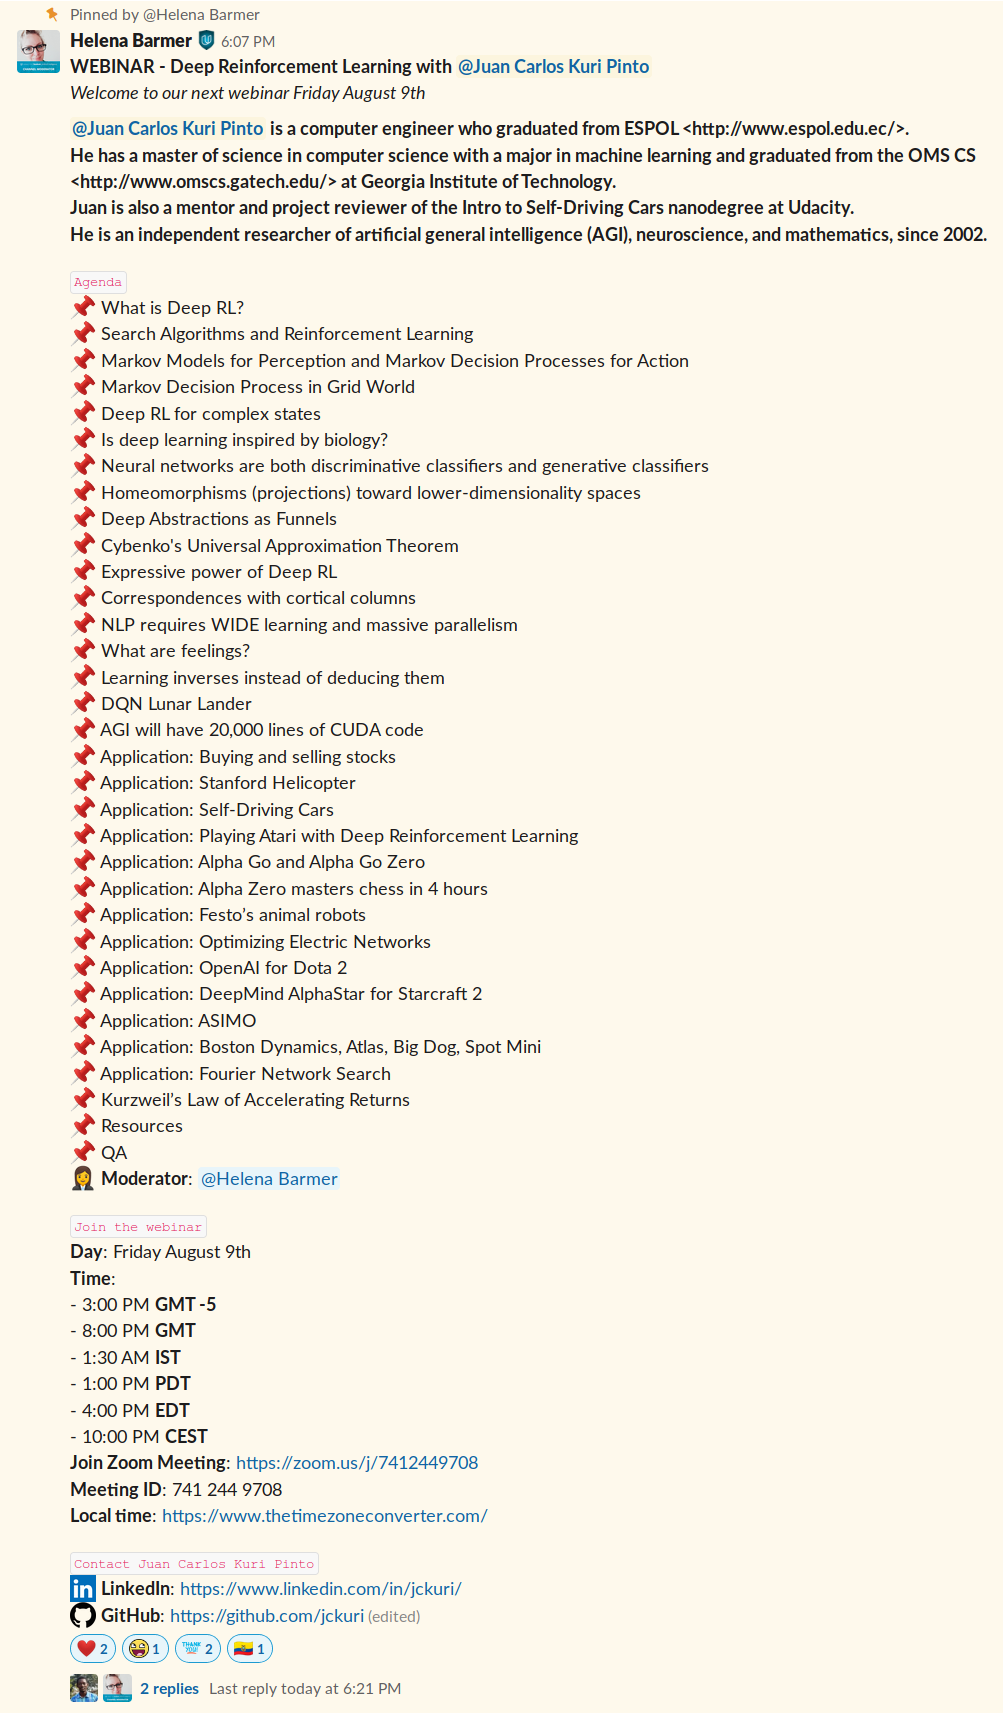 Pinned by @Helena Barmer
Helena Barmer 6:07 PM
WEBINAR - Deep Reinforcement Learning with @Juan Carlos Kuri Pinto
Welcome to our next webinar Friday August 9th
@Juan Carlos Kuri Pinto is a computer engineer who graduated from ESPOL <http://www.espol.edu.ec/>.
He has a master of science in computer science with a major in machine learning and graduated from the OMS CS
<http://www.omscs.gatech.edu/> at Georgia Institute of Technology.
Juan is also a mentor and project reviewer of the Intro to Self-Driving Cars nanodegree at Udacity.
He is an independent researcher of artificial general intelligence (AGI), neuroscience, and mathematics, since 2002.
Agenda
What is Deep RL?
Search Algorithms and Reinforcement Learning
Markov Models for Perception and Markov Decision Processes for Action
Markov Decision Process in Grid World
Deep RL for complex states
Is deep learning inspired by biology?
Neural networks are both discriminative classifiers and generative classifiers
Homeomorphisms (projections) toward lower-dimensionality spaces
Deep Abstractions as Funnels
Cybenko's Universal Approximation Theorem
Expressive power of Deep RL
Correspondences with cortical columns
NLP requires WIDE learning and massive parallelism
What are feelings?
Learning inverses instead of deducing them
DQN Lunar Lander
AGI will have 20,000 lines of CUDA code
Application: Buying and selling stocks
Application: Stanford Helicopter
Application: Self-Driving Cars
Application: Playing Atari with Deep Reinforcement Learning
Application: Alpha Go and Alpha Go Zero
Application: Alpha Zero masters chess in 4 hours
Application: Festo’s animal robots
Application: Optimizing Electric Networks
Application: OpenAI for Dota 2
Application: DeepMind AlphaStar for Starcraft 2
Application: ASIMO
Application: Boston Dynamics, Atlas, Big Dog, Spot Mini
Application: Fourier Network Search
Kurzweil’s Law of Accelerating Returns
Resources
QA
Moderator: @Helena Barmer
Join the webinar
Day: Friday August 9th
Time:
- 3:00 PM GMT -5
- 8:00 PM GMT
- 1:30 AM IST
- 1:00 PM PDT
- 4:00 PM EDT
- 10:00 PM CEST
Join Zoom Meeting: https://zoom.us/j/7412449708
Meeting ID: 741 244 9708
Local time: https://www.thetimezoneconverter.com/
Contact Juan Carlos Kuri Pinto
LinkedIn: https://www.linkedin.com/in/jckuri/
GitHub: https://github.com/jckuri (edited)
2 1 THANK YOU! 2 1
2 replies Last reply today at 6:21 PM